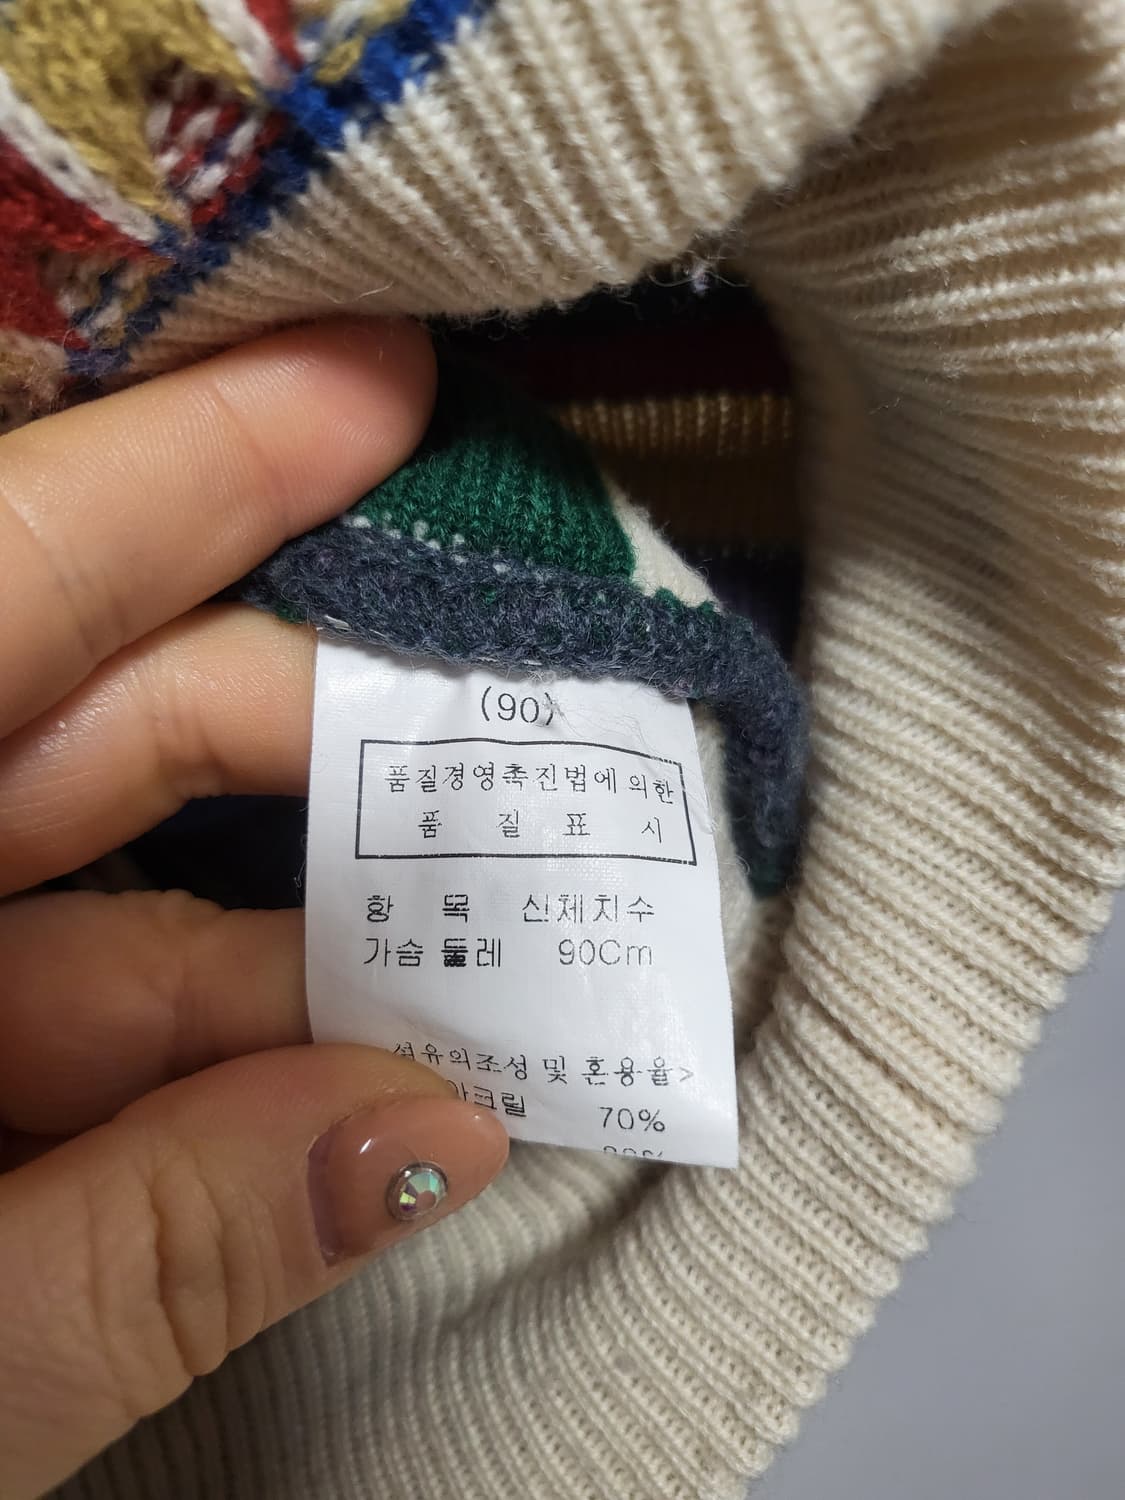 (90)
품질경영촉진법에 의한
품 질 표 시
항 목 신체치수
가슴둘레 90Cm
섬유의조성 및 혼용율>
아크릴 70%